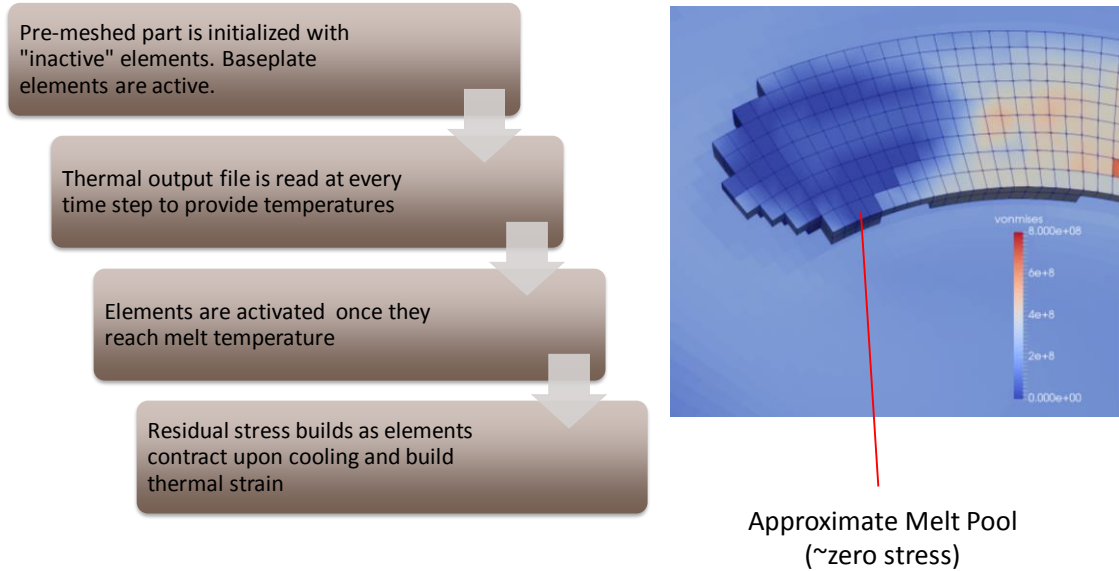 Pre-meshed part is initialized with
"inactive" elements. Baseplate
elements are active.
Thermal output file is read at every
time step to provide temperatures
Elements are activated once they
reach melt temperature
Residual stress builds as elements
contract upon cooling and build
thermal strain
vonmises
8.000e+08
6e+8
4e+8
2e+8
0.000e+00
Approximate Melt Pool
(~zero stress)